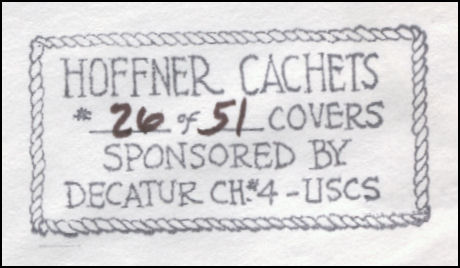 HOFFNER CACHETS
# 26 of 51 COVERS
SPONSORED BY
DECATUR CH.#4-USCS